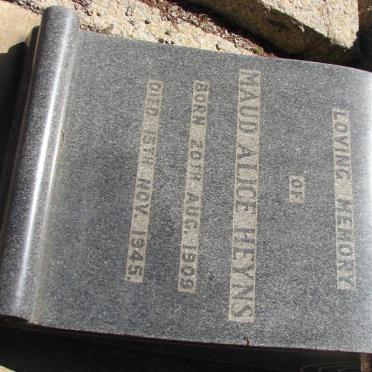 LOVING MEMORY
OF
MAUD ALICE HEYNS
BORN 20TH AUG. 1909
DIED 15TH NOV. 1945.